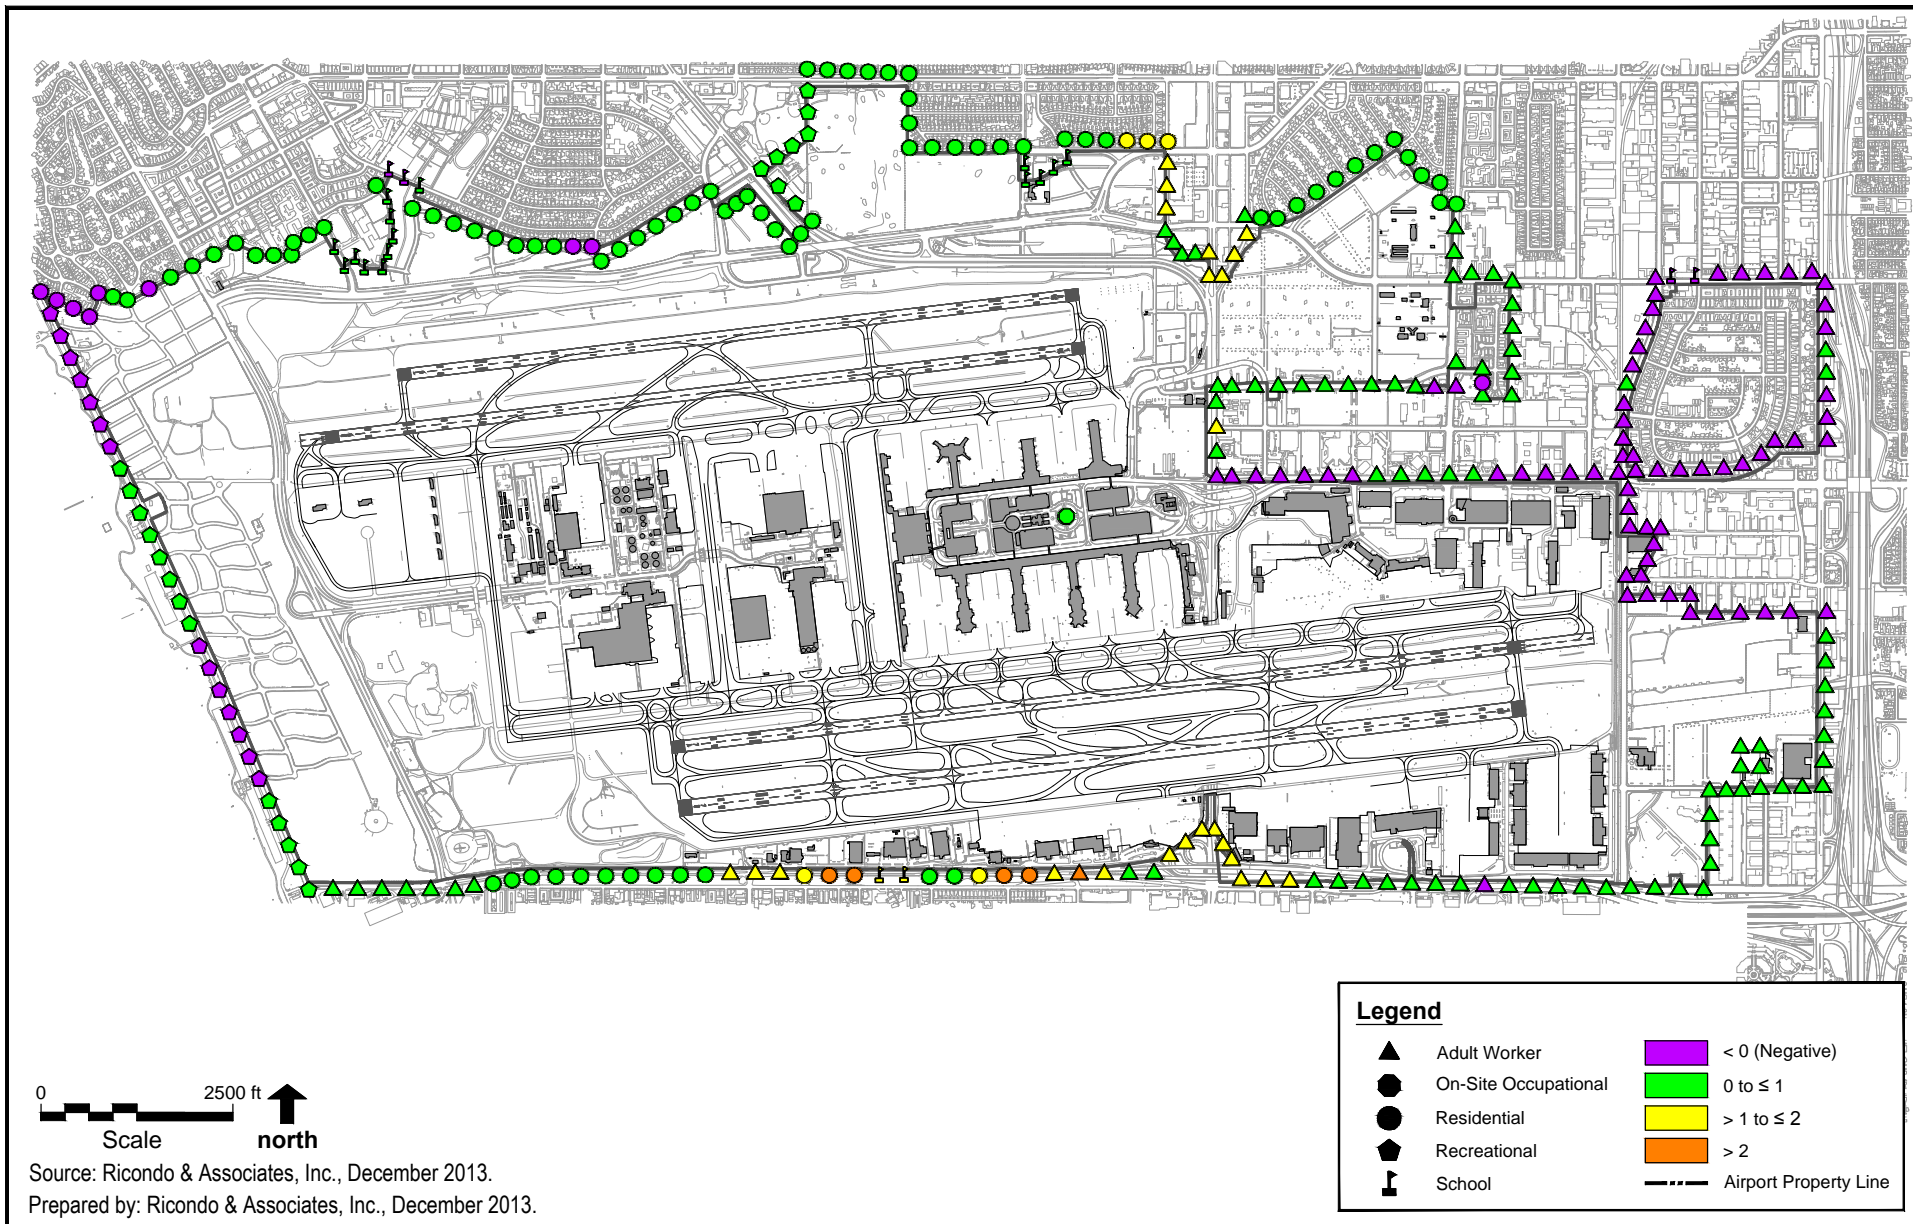 Legend
Adult Worker
< 0 (Negative)
On-Site Occupational
0 to ≤ 1
Residential
> 1 to ≤ 2
Recreational
> 2
School
Airport Property Line
0
2500 ft
Scale
north
Source: Ricondo & Associates, Inc., December 2013.
Prepared by: Ricondo & Associates, Inc., December 2013.